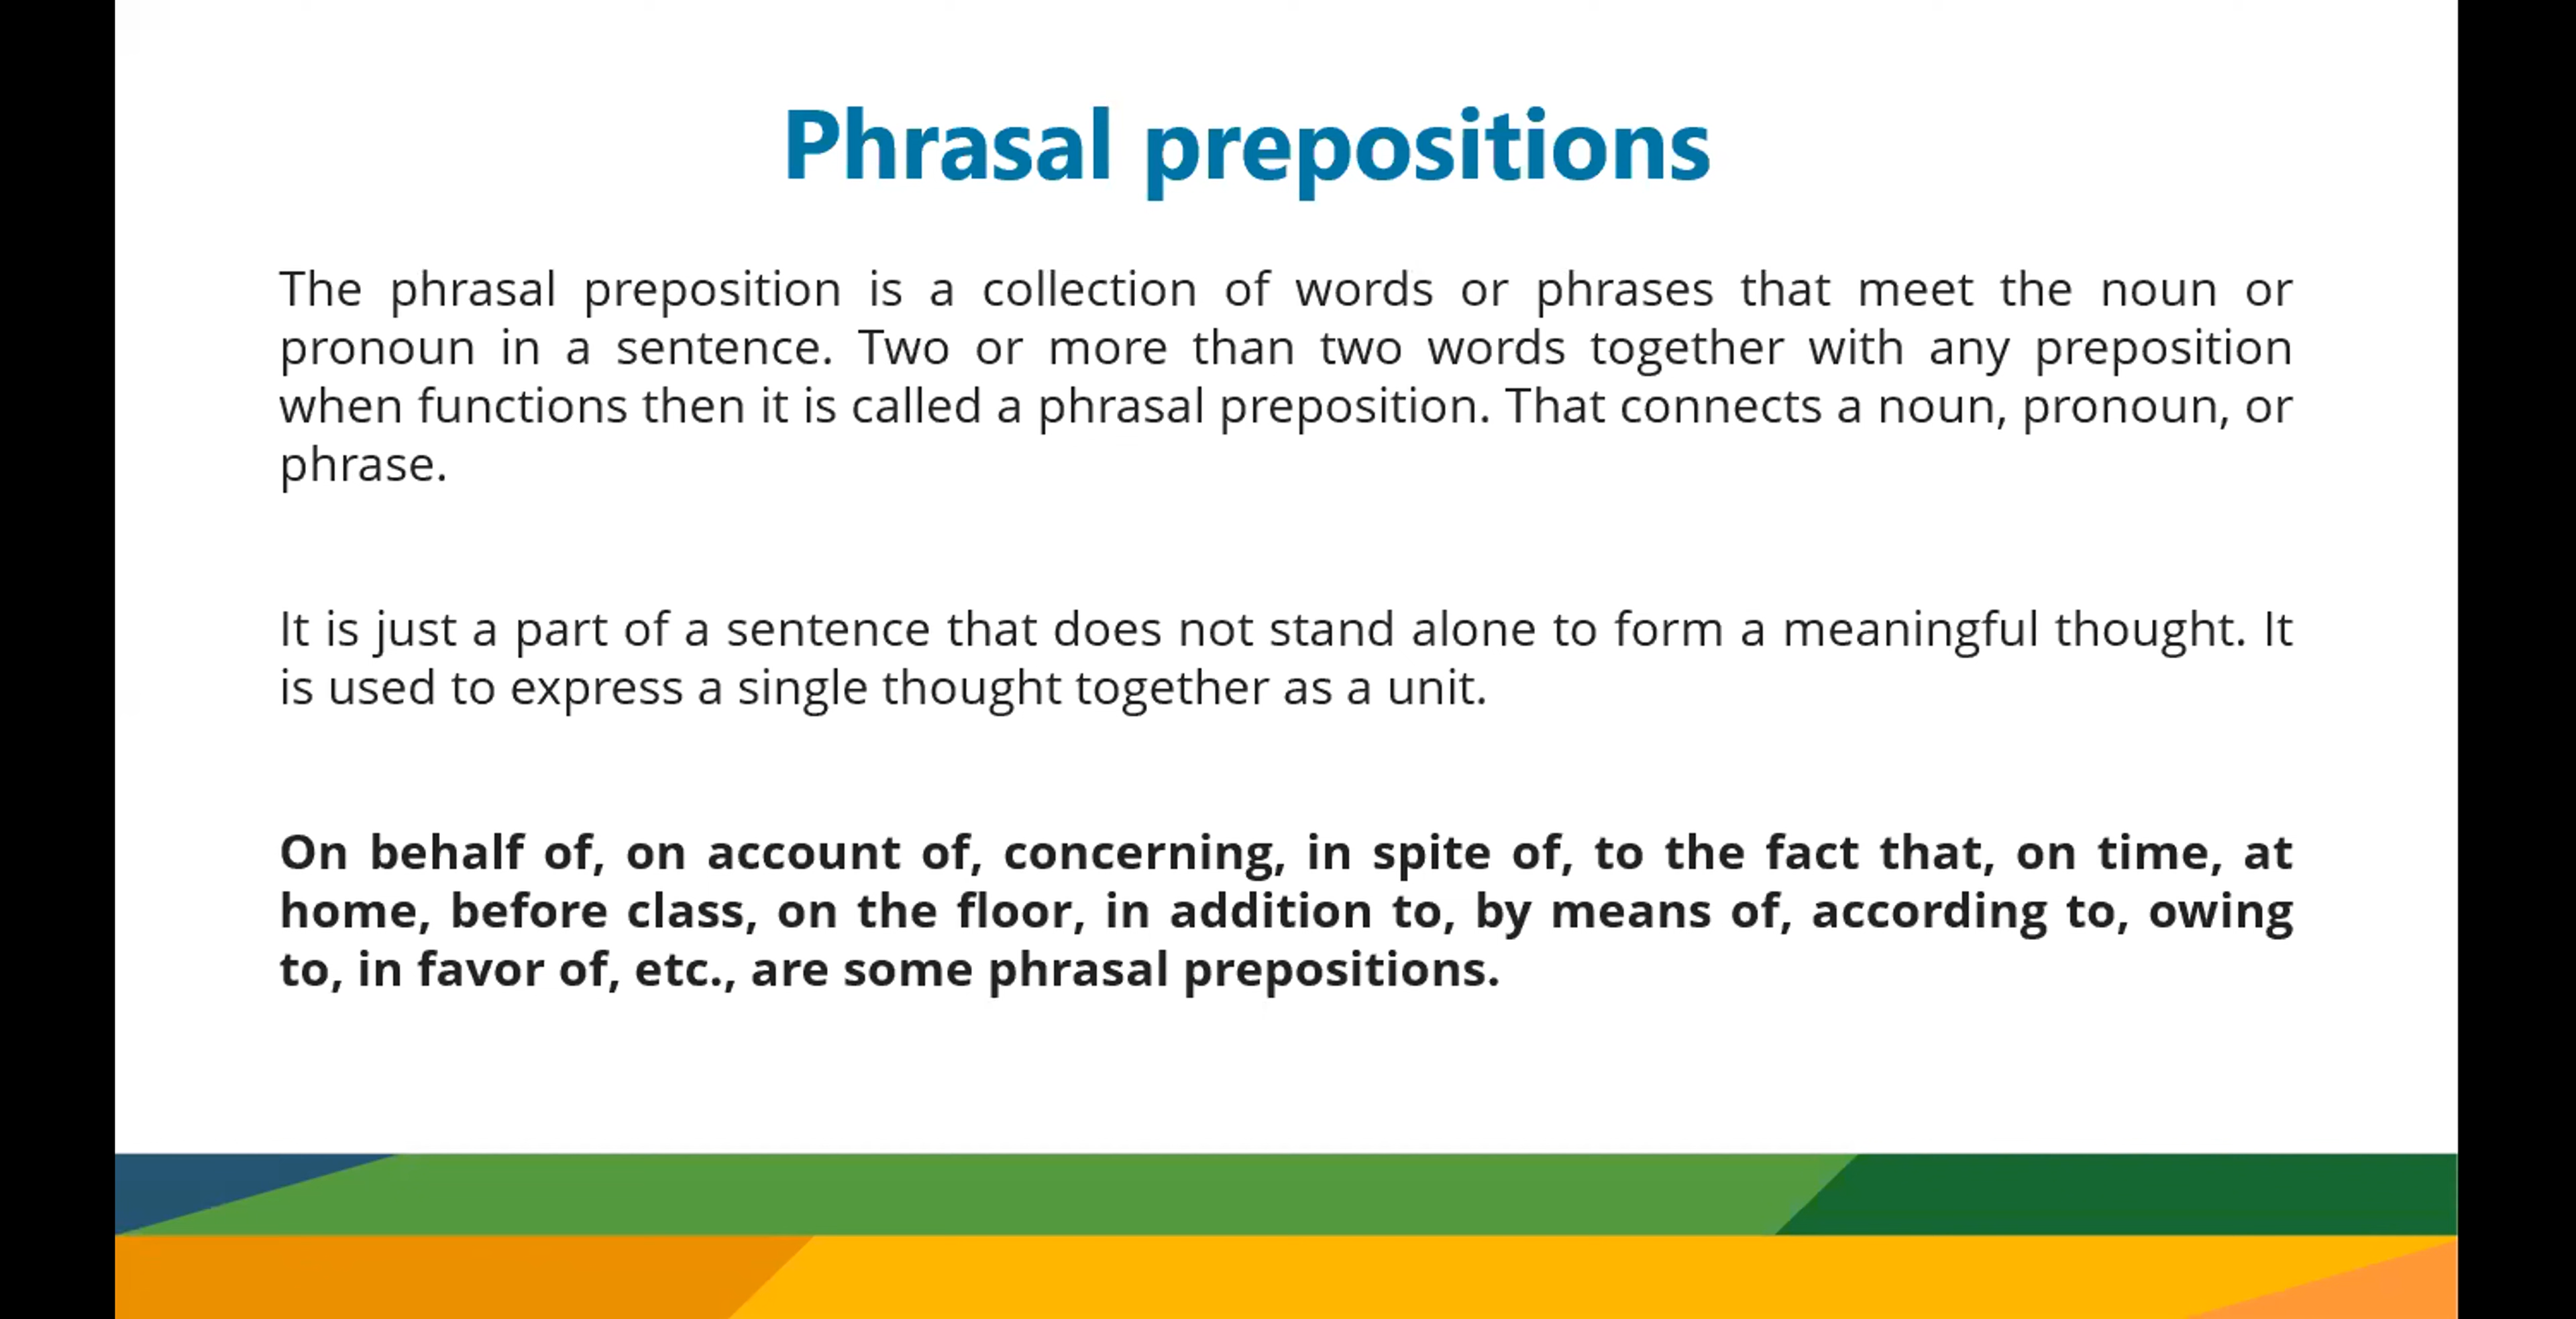 Phrasal prepositions
The phrasal preposition is a collection of words or phrases that meet the noun or
pronoun in a sentence. Two or more than two words together with any preposition
when functions then it is called a phrasal preposition. That connects a noun, pronoun, or
phrase.
It is just a part of a sentence that does not stand alone to form a meaningful thought. It
is used to express a single thought together as a unit.
On behalf of, on account of, concerning, in spite of, to the fact that, on time, at
home, before class, on the floor, in addition to, by means of, according to, owing
to, in favor of, etc., are some phrasal prepositions.